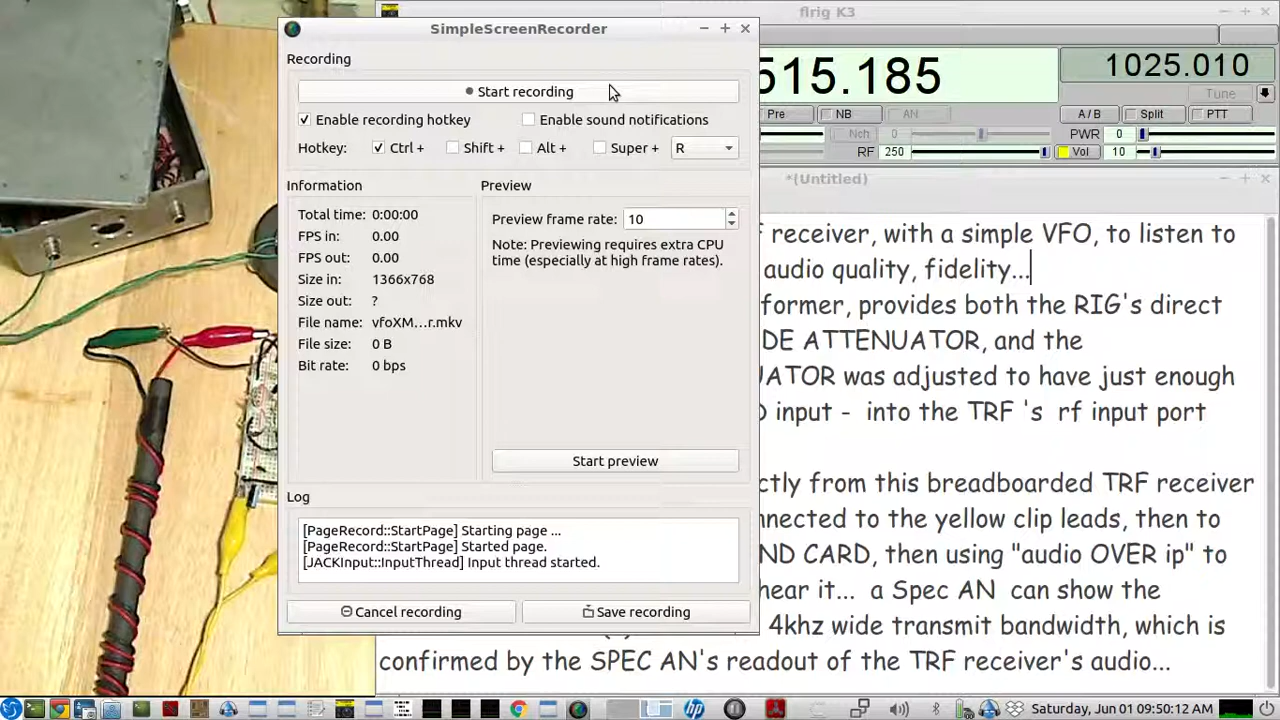 flrig K3
SimpleScreenRecorder
Recording
Start recording
Enable recording hotkey
Enable sound notifications
Hotkey:
Ctrl +
Shift +
Alt +
Super +
R
Information
Total time: 0:00:00
FPS in: 0.00
FPS out: 0.00
Size in: 1366x768
Size out: ?
File name: vfoXM...r.mkv
File size: 0 B
Bit rate: 0 bps
Preview
Preview frame rate: 10
Note: Previewing requires extra CPU
time (especially at high frame rates).
Start preview
Log
[PageRecord::StartPage] Starting page ...
[PageRecord::StartPage] Started page.
[JACKInput::InputThread] Input thread started.
Cancel recording
Save recording
515.185
1025.010
Tune
Pre
NB
AN
A / B
Split
PTT
Nch
0
PWR
0
RF
250
Vol
10
*(Untitled)
receiver, with a simple VFO, to listen to
audio quality, fidelity...
former, provides both the RIG's direct
DE ATTENUATOR, and the
UATOR was adjusted to have just enough
input - into the TRF 's rf input port
ctly from this breadboarded TRF receiver
nnected to the yellow clip leads, then to
ND CARD, then using "audio OVER ip" to
hear it... a Spec AN can show the
4khz wide transmit bandwidth, which is
confirmed by the SPEC AN's readout of the TRF receiver's audio...
hp
Saturday, Jun 01 09:50:12 AM